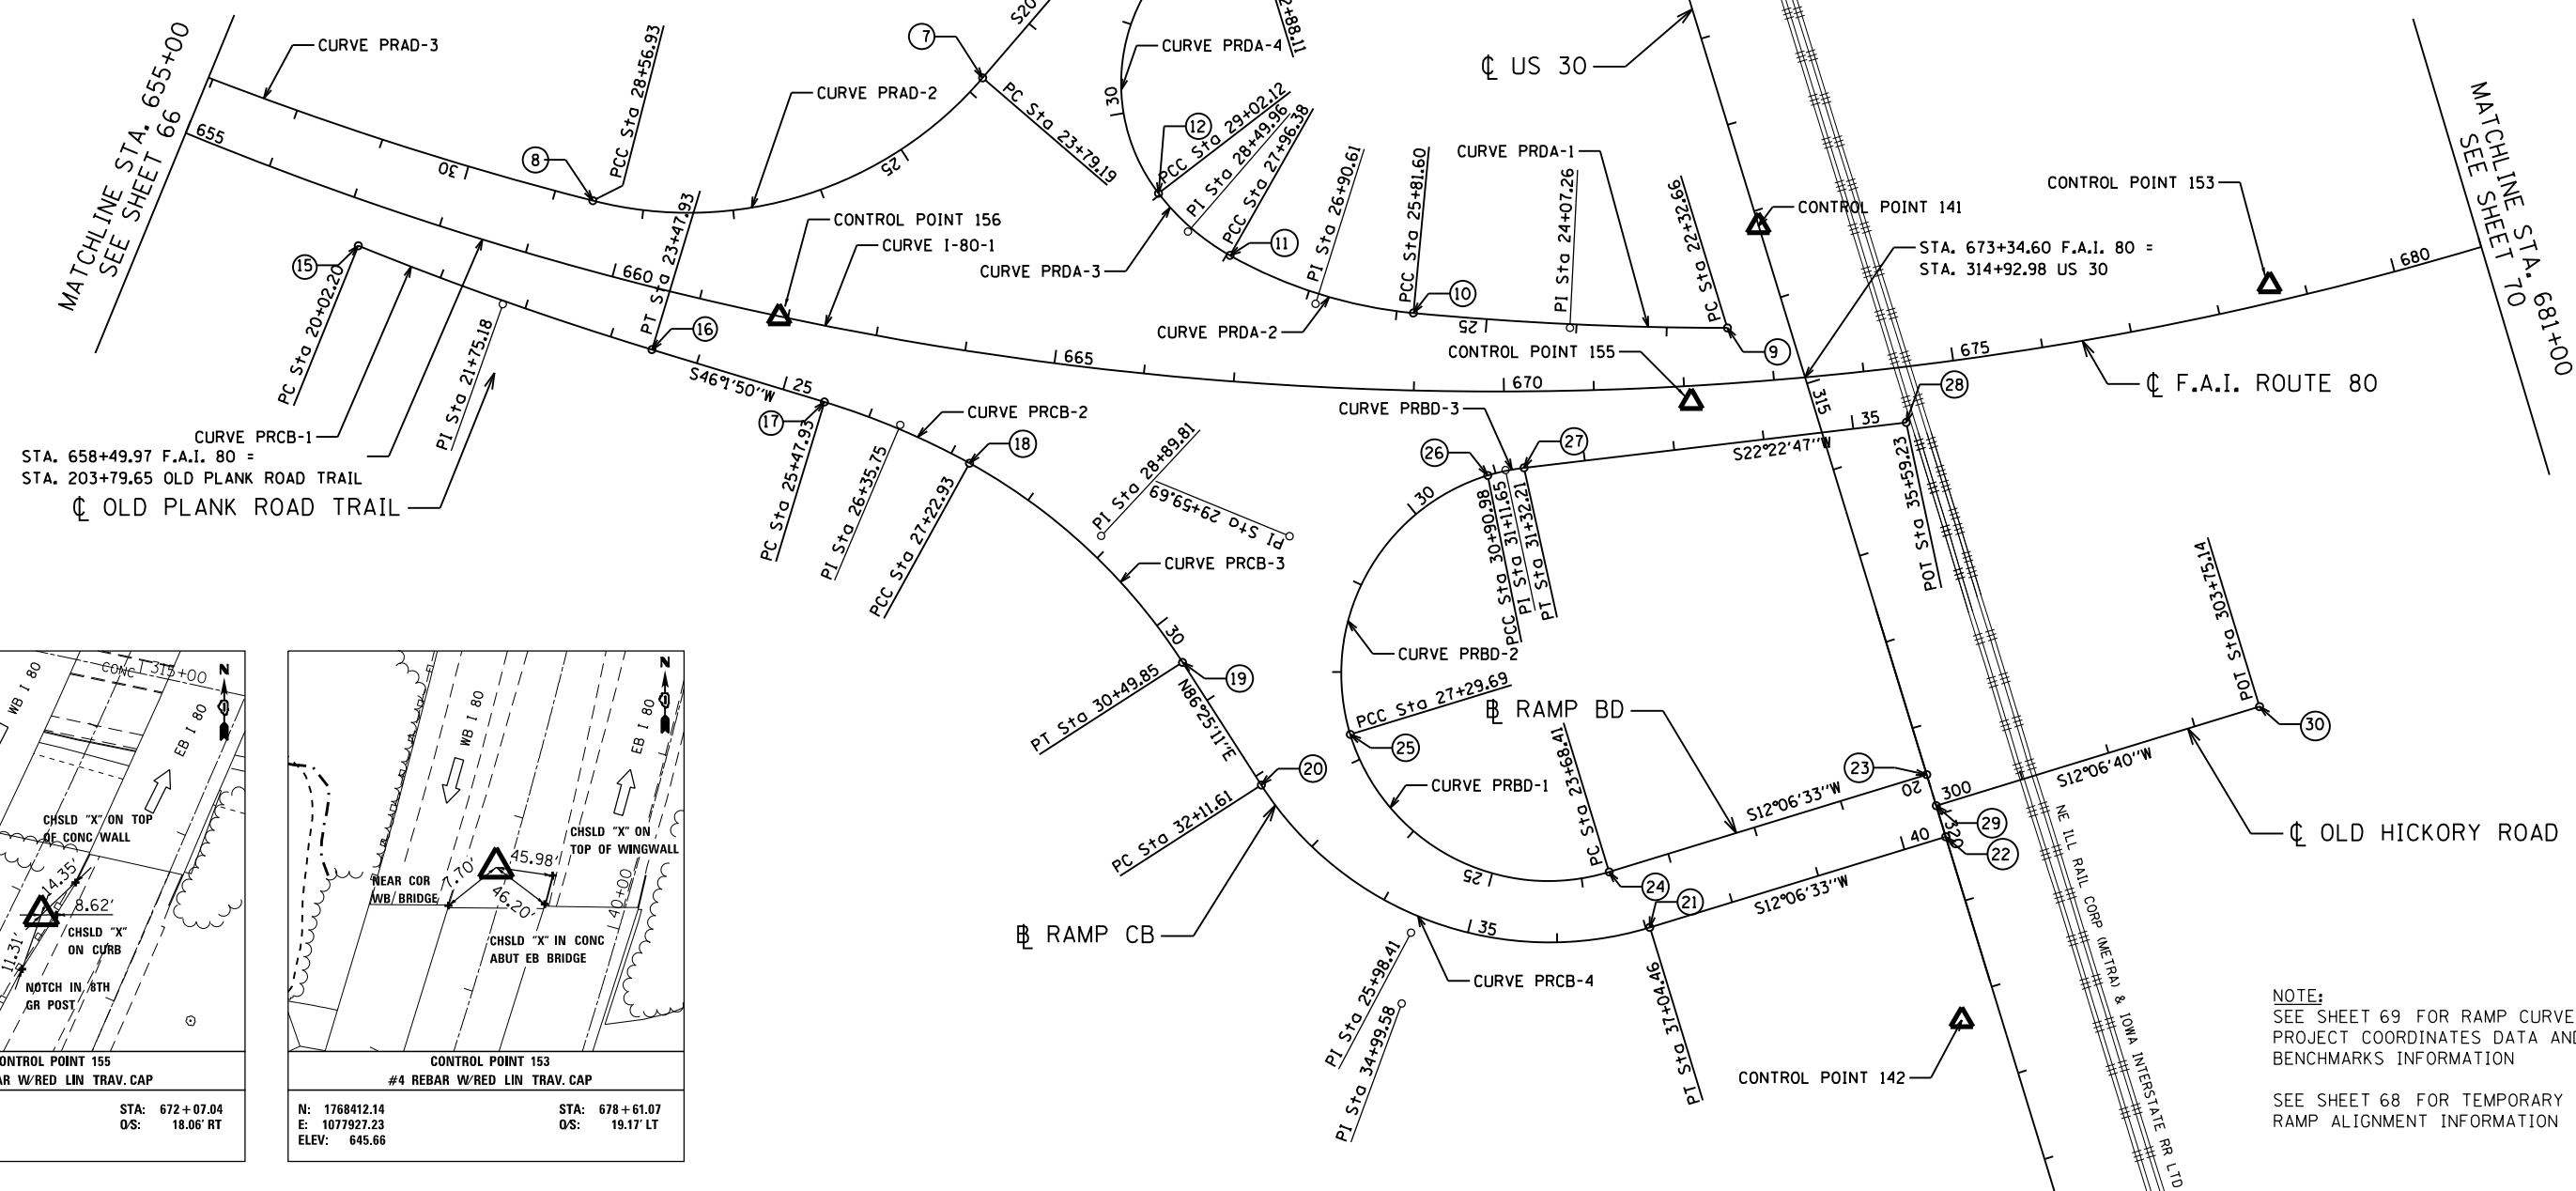 MATCHLINE STA. 655+00
SEE SHEET 66
CURVE PRAD-3
PCC Sta 28+56.93
CURVE PRAD-2
7
PC Sta 23+79.19
S20
2+88.11
CURVE PRDA-4
30
12
PCC Sta 29+02.12
PI Sta 28+49.96
PCC Sta 27+96.38
11
PI Sta 26+90.61
PCC Sta 25+81.60
CURVE PRDA-1
PI Sta 24+07.26
PC Sta 22+32.66
℄ US 30
CONTROL POINT 141
CONTROL POINT 153
MATCHLINE STA. 681+00
SEE SHEET 70
STA. 673+34.60 F.A.I. 80 =
STA. 314+92.98 US 30
655
30
8
25
CONTROL POINT 156
CURVE I-80-1
CURVE PRDA-3
CURVE PRDA-2
10
25
9
CONTROL POINT 155
680
15
PC Sta 20+02.20
PI Sta 21+75.18
PT Sta 23+47.93
660
16
S46°1'50"W
25
665
670
675
315
28
℄ F.A.I. ROUTE 80
CURVE PRCB-1
STA. 658+49.97 F.A.I. 80 =
STA. 203+79.65 OLD PLANK ROAD TRAIL
℄ OLD PLANK ROAD TRAIL
17
PC Sta 25+47.93
PI Sta 26+35.75
CURVE PRCB-2
18
PCC Sta 27+22.93
PI Sta 28+89.81
PI Sta 29+59.69
CURVE PRCB-3
CURVE PRBD-3
26
27
30
PCC Sta 30+90.98
PI Sta 31+11.65
PT Sta 31+32.21
35
S22°22'47"W
POT Sta 35+59.23
CURVE PRBD-2
30
19
PT Sta 30+49.85
N86°25'11"E
20
PC Sta 32+11.61
PCC Sta 27+29.69
25
CURVE PRBD-1
℄ RAMP BD
PC Sta 23+68.41
25
24
S12°06'33"W
23
20
300
29
320
22
40
S12°06'33"W
21
S12°06'40"W
POT Sta 303+75.14
30
℄ OLD HICKORY ROAD
℄ RAMP CB
35
CURVE PRCB-4
PI Sta 25+98.41
PI Sta 34+99.58
PT Sta 37+04.46
CONTROL POINT 142
NE ILL RAIL CORP (METRA) & IOWA INTERSTATE RR LTD
NOTE:
SEE SHEET 69 FOR RAMP CURVE
PROJECT COORDINATES DATA AND
BENCHMARKS INFORMATION
SEE SHEET 68 FOR TEMPORARY
RAMP ALIGNMENT INFORMATION
CONC
315+00
N
WB I 80
EB I 80
CHSLD "X" ON TOP
OF CONC WALL
14.35'
8.62'
11.31'
CHSLD "X"
ON CURB
NOTCH IN 8TH
GR POST
ONTROL POINT 155
AR W/RED LIN TRAV. CAP
STA: 672+07.04
O/S: 18.06' RT
N
WB I 80
EB I 80
CHSLD "X" ON
TOP OF WINGWALL
45.98'
7.70'
46.20'
NEAR COR
WB BRIDGE
40+00
CHSLD "X" IN CONC
ABUT EB BRIDGE
CONTROL POINT 153
#4 REBAR W/RED LIN TRAV. CAP
N: 1768412.14
E: 1077927.23
ELEV: 645.66
STA: 678+61.07
O/S: 19.17' LT